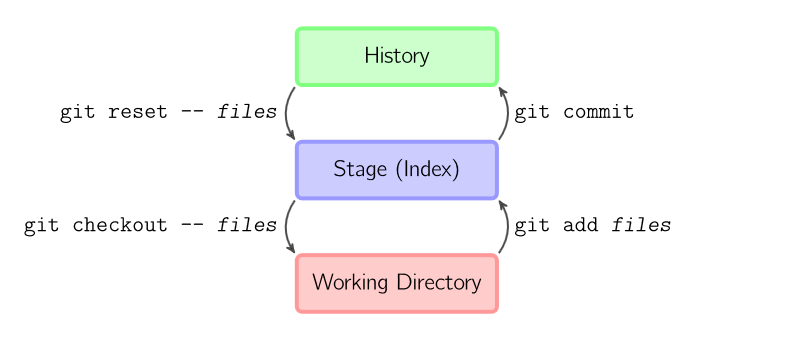 History
git reset -- files
git commit
Stage (Index)
git checkout -- files
git add files
Working Directory